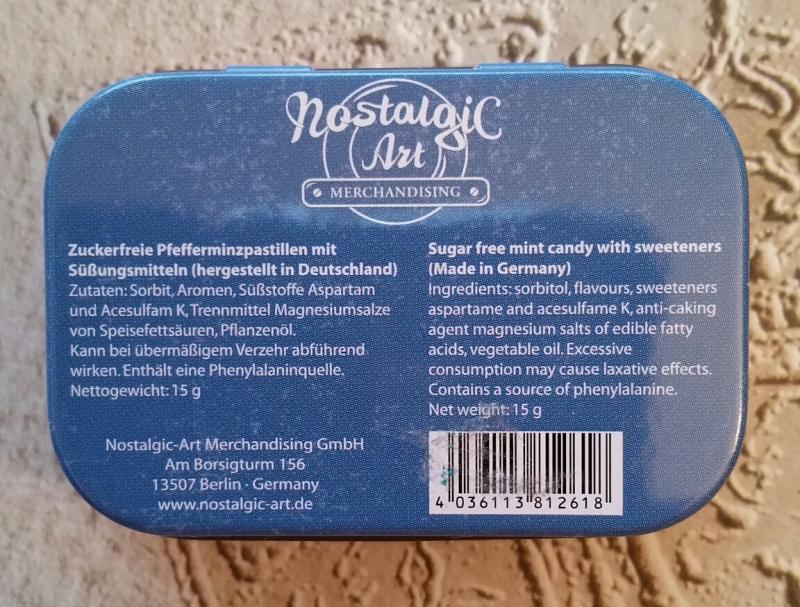 Nostalgic
Art
MERCHANDISING
Zuckerfreie Pfefferminzpastillen mit
Süßungsmitteln (hergestellt in Deutschland)
Zutaten: Sorbit, Aromen, Süßstoffe Aspartam
und Acesulfam K, Trennmittel Magnesiumsalze
von Speisefettsäuren, Pflanzenöl.
Kann bei übermäßigem Verzehr abführend
wirken. Enthält eine Phenylalaninquelle.
Nettogewicht: 15 g
Nostalgic-Art Merchandising GmbH
Am Borsigturm 156
13507 Berlin · Germany
www.nostalgic-art.de
Sugar free mint candy with sweeteners
(Made in Germany)
Ingredients: sorbitol, flavours, sweeteners
aspartame and acesulfame K, anti-caking
agent magnesium salts of edible fatty
acids, vegetable oil. Excessive
consumption may cause laxative effects.
Contains a source of phenylalanine.
Net weight: 15 g
4 036113 812618